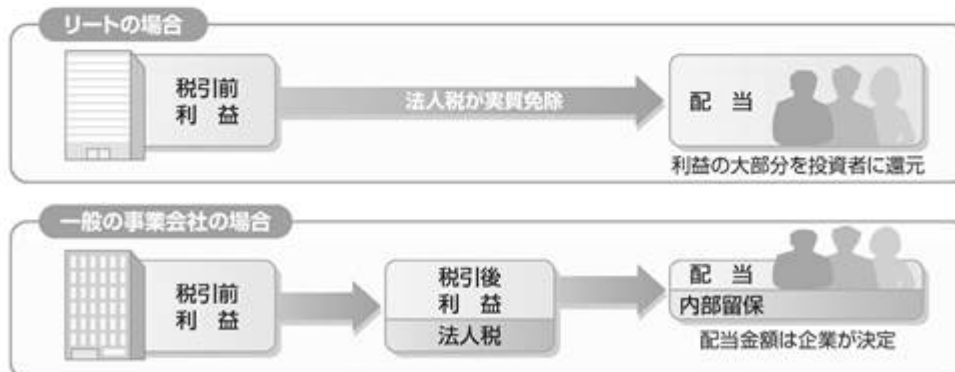 リートの場合
税引前
利 益
法人税が実質免除
配 当
利益の大部分を投資者に還元
一般の事業会社の場合
税引前
利 益
税引後
利 益
法人税
配 当
内部留保
配当金額は企業が決定